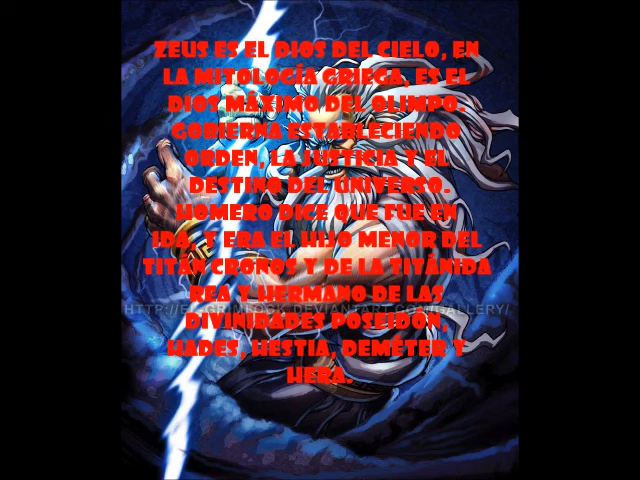 ZEUS ES EL DIOS DEL CIELO, EN
LA MITOLOGÍA GRIEGA, ES EL
DIOS MÁXIMO DEL OLIMPO.
GOBIERNA ESTABLECIENDO
ORDEN, LA JUSTICIA Y EL
DESTINO DEL UNIVERSO.
HOMERO DICE QUE FUE EN
IDA, Y ERA EL HIJO MENOR DEL
TITÁN CRONOS Y DE LA TITÁNIDA
REA Y HERMANO DE LAS
DIVINIDADES POSEIDÓN,
HADES, HESTIA, DEMÉTER Y
HERA.